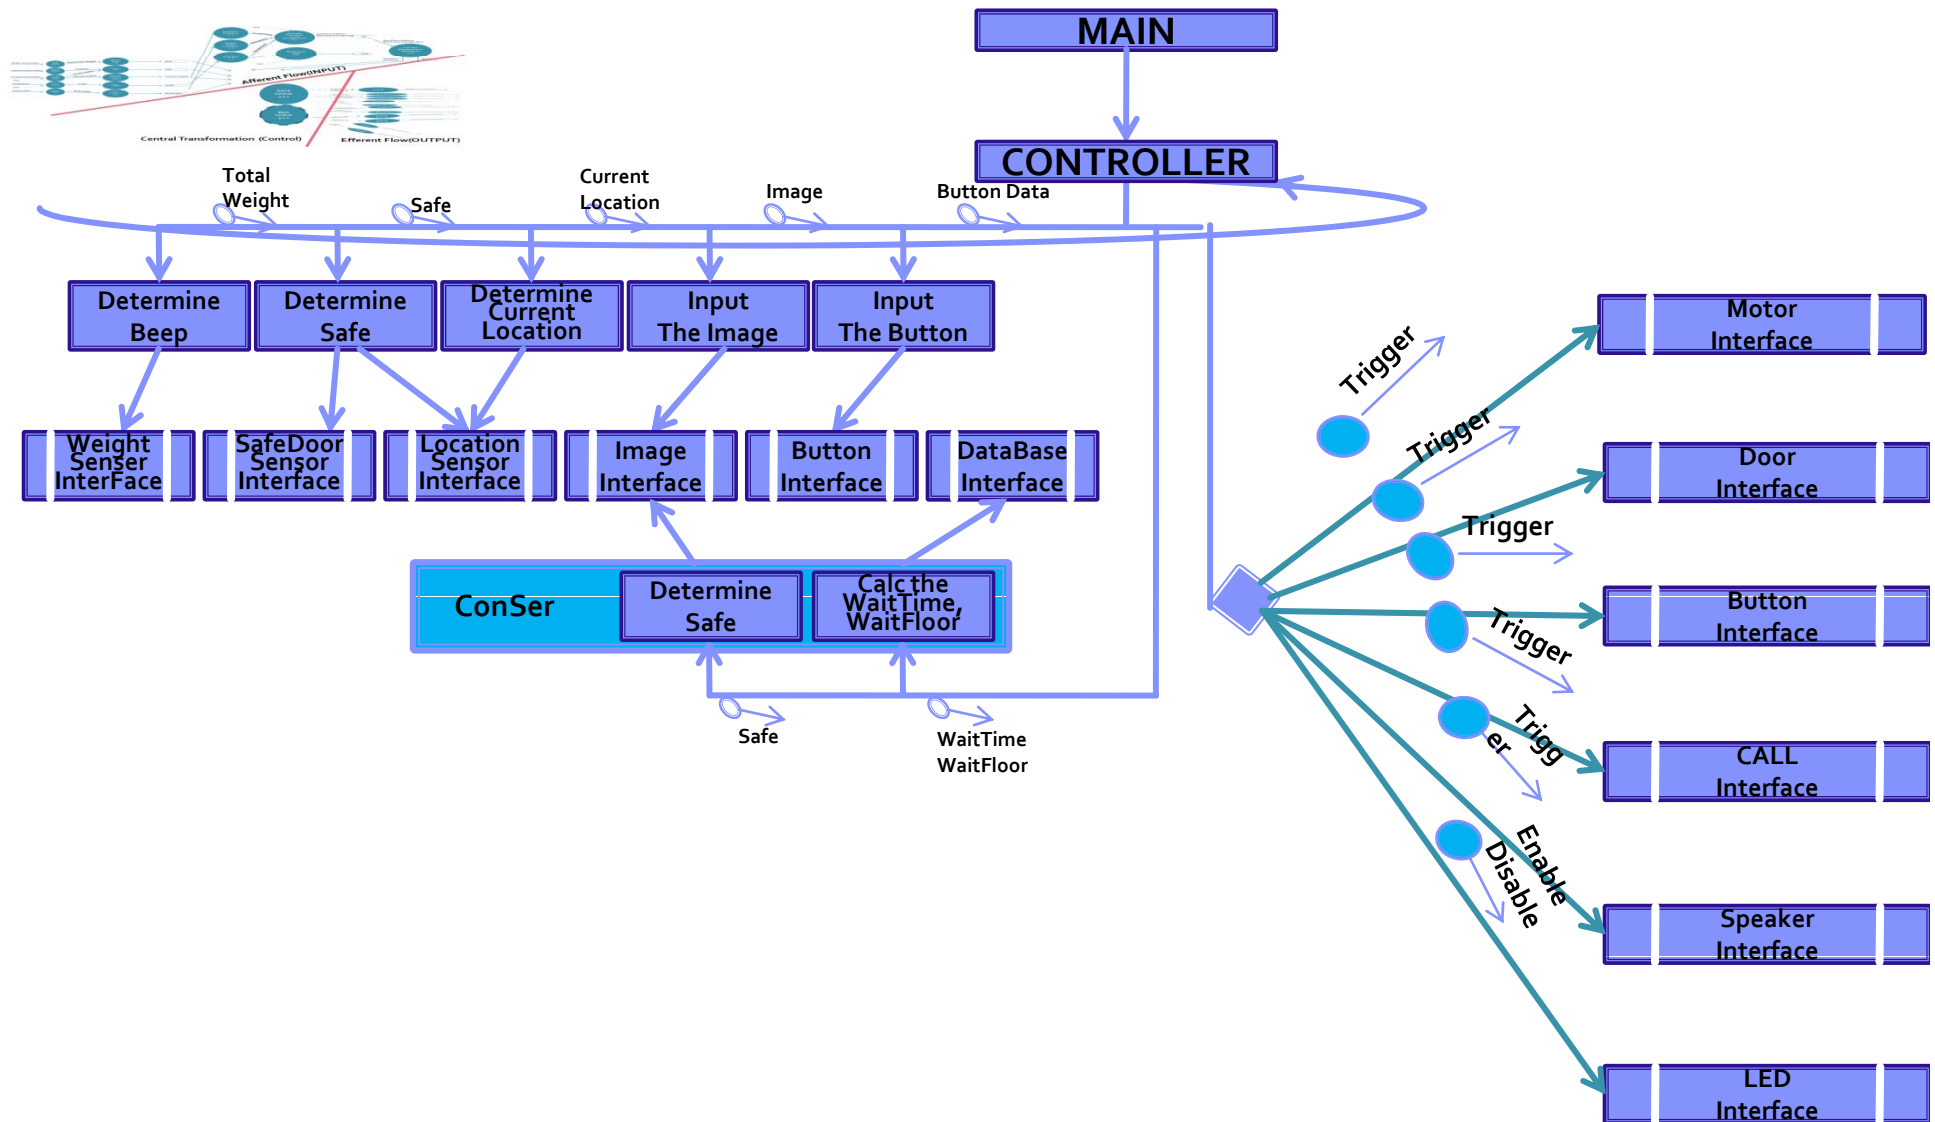 Afferent Flow(INPUT)
Central Transformation (Control)
Efferent Flow(OUTPUT)
MAIN
CONTROLLER
Total
Weight
Safe
Current
Location
Image
Button Data
Determine
Beep
Determine
Safe
Determine
Current
Location
Input
The Image
Input
The Button
Weight
Senser
InterFace
SafeDoor
Sensor
Interface
Location
Sensor
Interface
Image
Interface
Button
Interface
DataBase
Interface
ConSer
Determine
Safe
Calc the
WaitTime,
WaitFloor
Safe
WaitTime
WaitFloor
Trigger
Trigger
Trigger
Trigger
Trigg
er
Enable
Disable
Motor
Interface
Door
Interface
Button
Interface
CALL
Interface
Speaker
Interface
LED
Interface